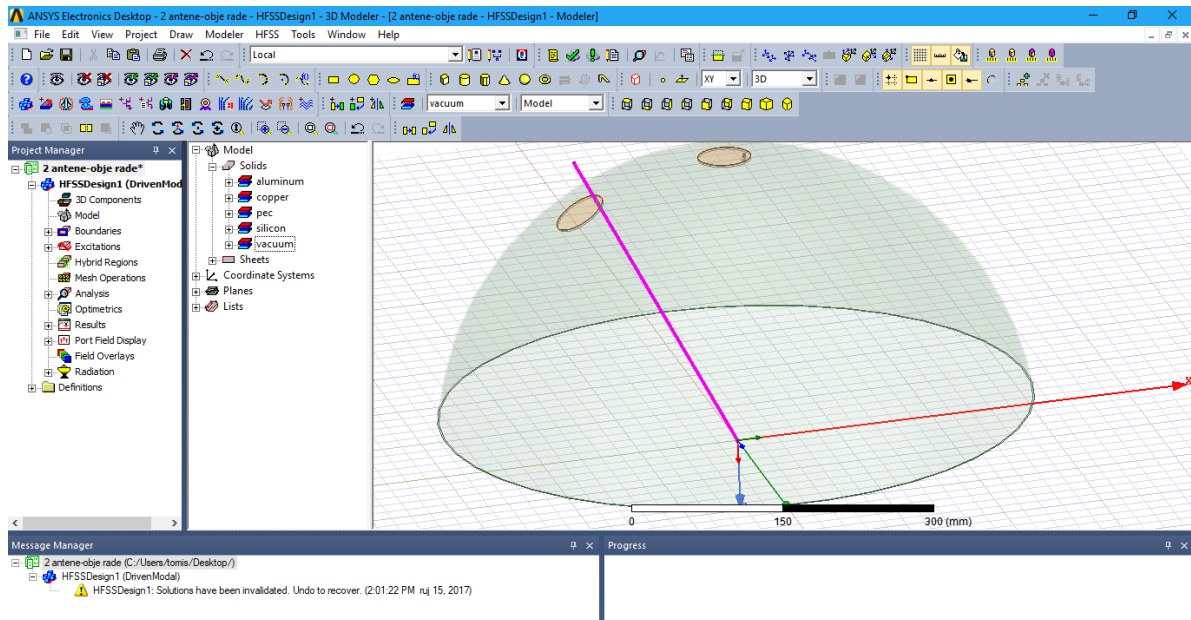 ANSYS Electronics Desktop - 2 antene-obje rade - HFSSDesign1 - 3D Modeler - [2 antene-obje rade - HFSSDesign1 - Modeler]
File Edit View Project Draw Modeler HFSS Tools Window Help
Local
XY 3D
vacuum Model
Project Manager
2 antene-obje rade*
HFSSDesign1 (DrivenMod
3D Components
Model
Boundaries
Excitations
Hybrid Regions
Mesh Operations
Analysis
Optimetrics
Results
Port Field Display
Field Overlays
Radiation
Definitions
Model
Solids
aluminum
copper
pec
silicon
vacuum
Sheets
Coordinate Systems
Planes
Lists
X
0 150 300 (mm)
Message Manager
2 antene-obje rade (C:/Users/tomis/Desktop/)
HFSSDesign1 (DrivenModal)
HFSSDesign1: Solutions have been invalidated. Undo to recover. (2:01:22 PM ruj 15, 2017)
Progress